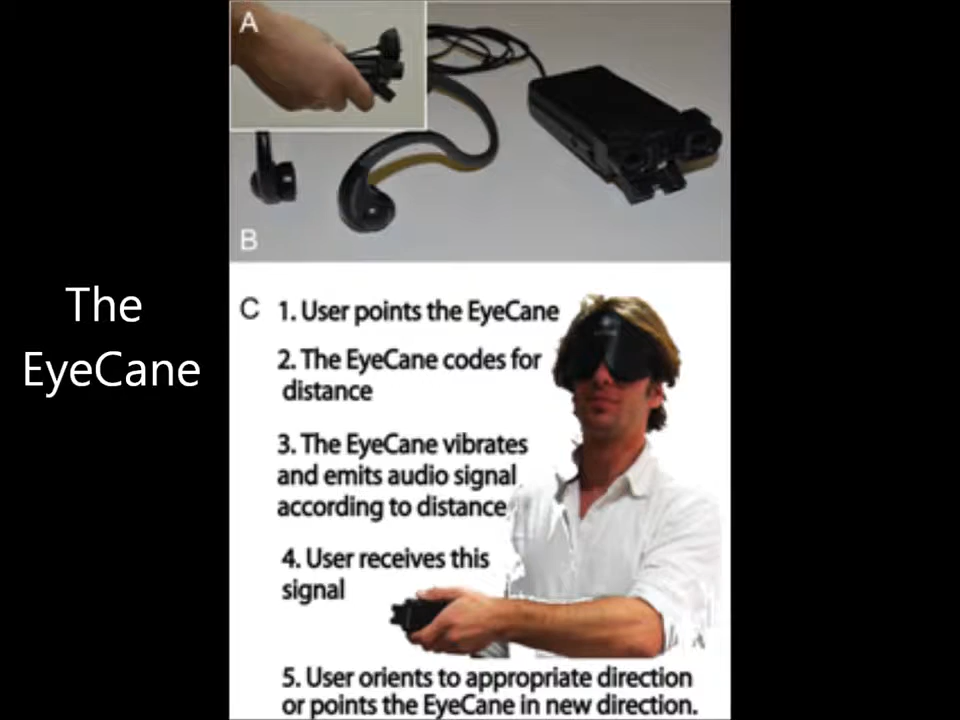 A
B
The
EyeCane
C
1. User points the EyeCane
2. The EyeCane codes for
distance
3. The EyeCane vibrates
and emits audio signal
according to distance
4. User receives this
signal
5. User orients to appropriate direction
or points the EyeCane in new direction.